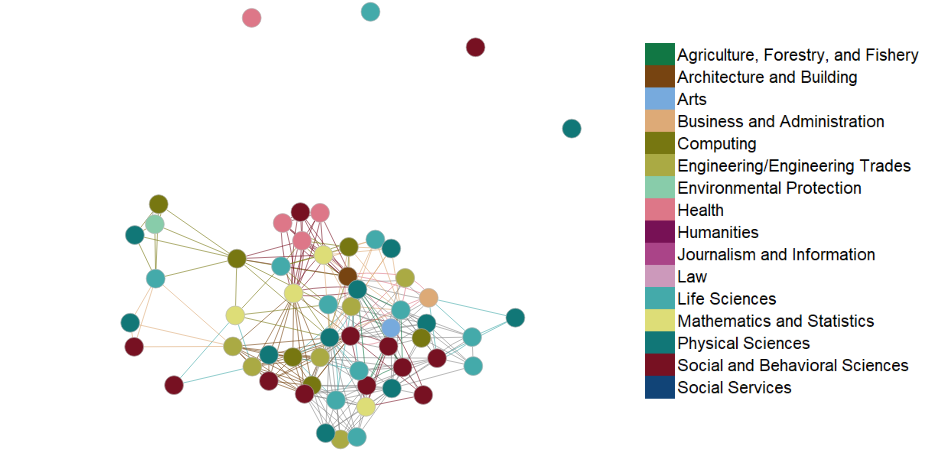 Agriculture, Forestry, and Fishery
Architecture and Building
Arts
Business and Administration
Computing
Engineering/Engineering Trades
Environmental Protection
Health
Humanities
Journalism and Information
Law
Life Sciences
Mathematics and Statistics
Physical Sciences
Social and Behavioral Sciences
Social Services